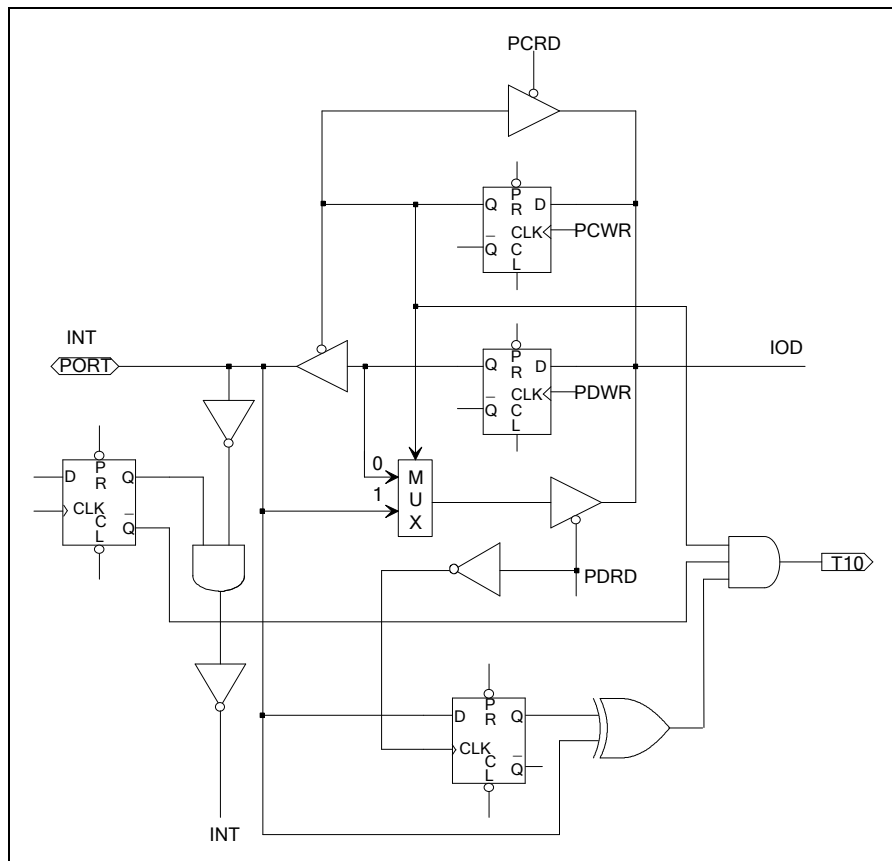 PCRD
Q P R D
CLK PCWR
Q C L
INT
PORT
IOD
Q P R D
CLK PDWR
Q C L
D P R Q
CLK
C L Q
0
1
M U X
PDRD
T10
D P R Q
CLK
C L Q
INT